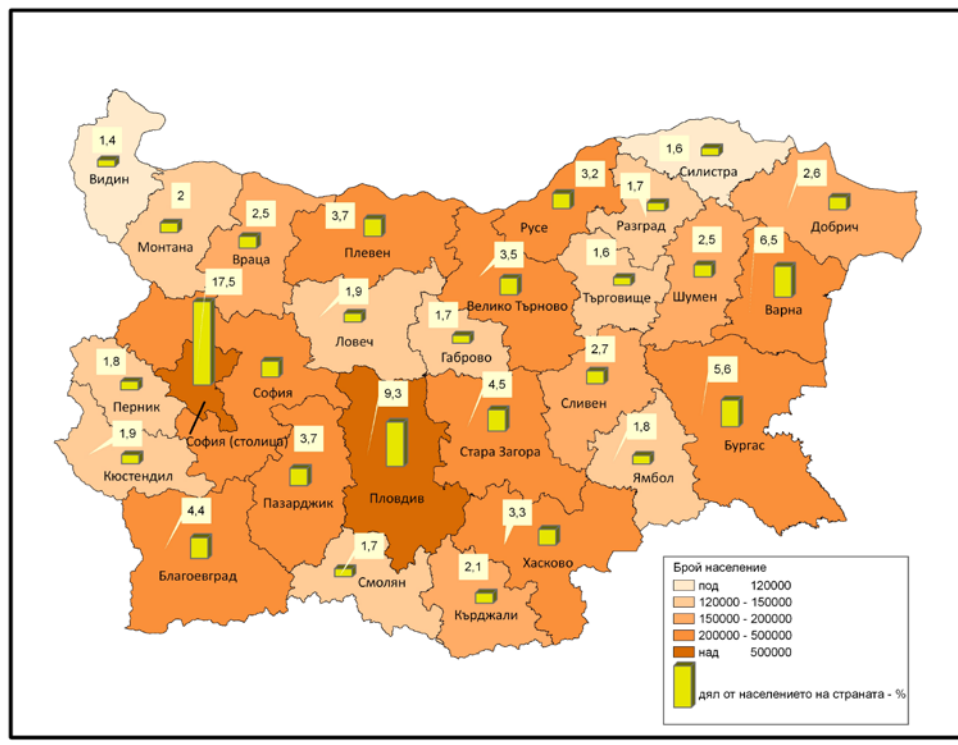 1,4
Видин
2
Монтана
2,5
Враца
3,7
Плевен
3,5
Велико Търново
3,2
Русе
1,7
Разград
1,6
Силистра
2,6
Добрич
1,6
Търговище
2,5
Шумен
6,5
Варна
17,5
София
София (столица)
1,9
Ловеч
1,7
Габрово
1,8
Перник
1,9
Кюстендил
4,4
Благоевград
3,7
Пазарджик
9,3
Пловдив
4,5
Стара Загора
2,7
Сливен
1,8
Ямбол
5,6
Бургас
1,7
Смолян
2,1
Кърджали
3,3
Хасково
Брой население
под 120000
120000 - 150000
150000 - 200000
200000 - 500000
над 500000
дял от населението на страната - %